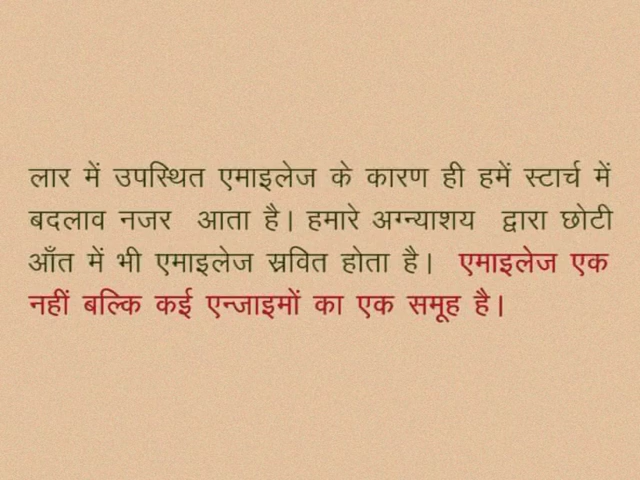 लार में उपस्थित एमाइलेज के कारण ही हमें स्टार्च में
बदलाव नजर आता है। हमारे अग्न्याशय द्वारा छोटी
आँत में भी एमाइलेज स्रवित होता है। एमाइलेज एक
नहीं बल्कि कई एन्जाइमों का एक समूह है।